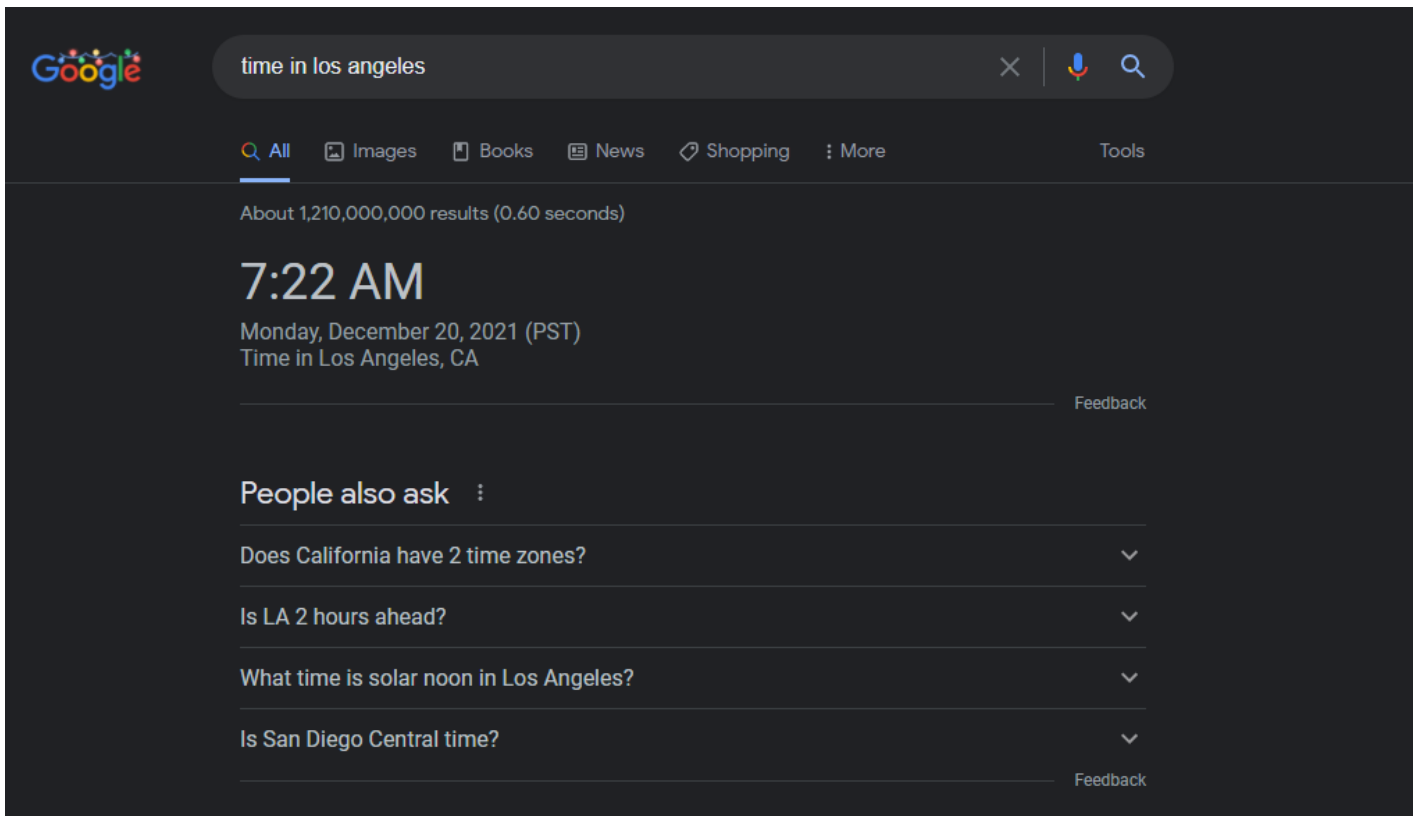 Google
time in los angeles
All Images Books News Shopping More Tools
About 1,210,000,000 results (0.60 seconds)
7:22 AM
Monday, December 20, 2021 (PST)
Time in Los Angeles, CA
Feedback
People also ask
Does California have 2 time zones?
Is LA 2 hours ahead?
What time is solar noon in Los Angeles?
Is San Diego Central time?
Feedback